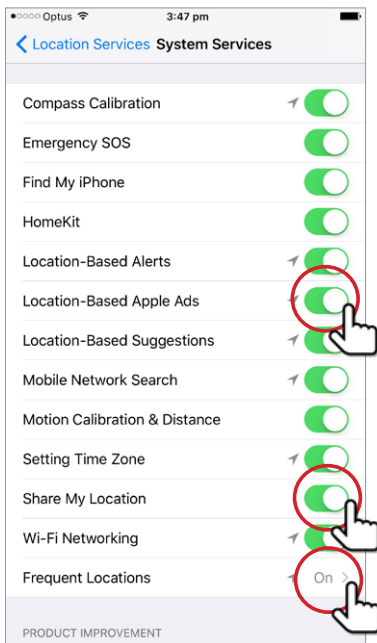 Optus 3:47 pm
Location Services System Services
Compass Calibration
Emergency SOS
Find My iPhone
HomeKit
Location-Based Alerts
Location-Based Apple Ads
Location-Based Suggestions
Mobile Network Search
Motion Calibration & Distance
Setting Time Zone
Share My Location
Wi-Fi Networking
Frequent Locations On
PRODUCT IMPROVEMENT